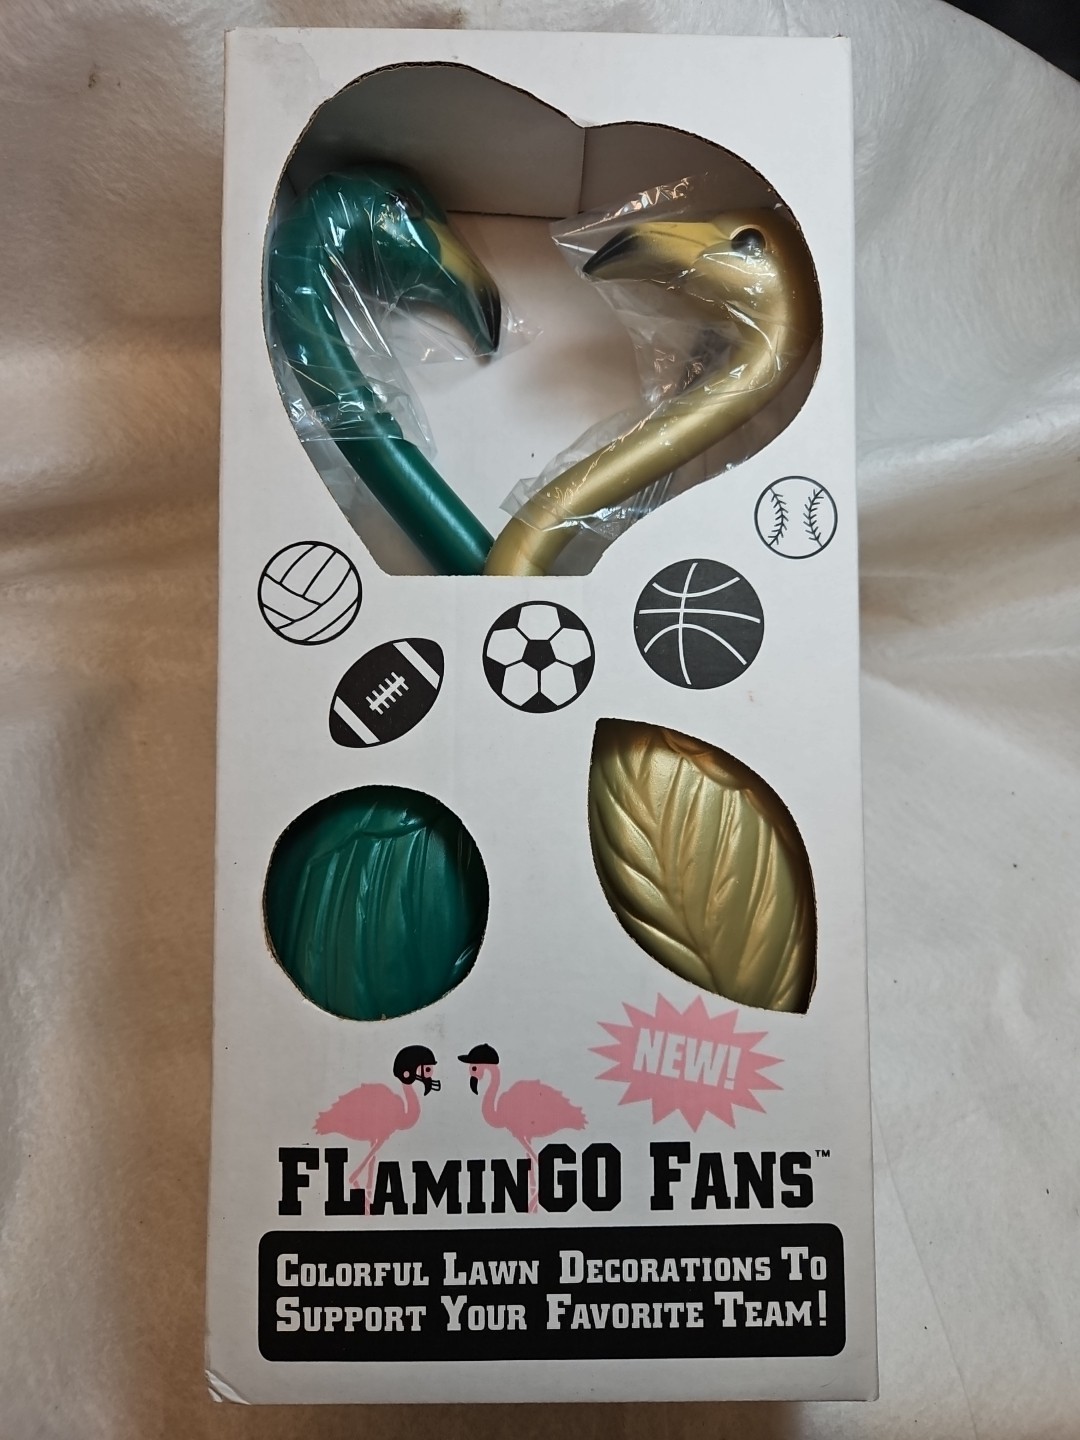 NEW!
FLAMINGO FANS™
COLORFUL LAWN DECORATIONS TO
SUPPORT YOUR FAVORITE TEAM!